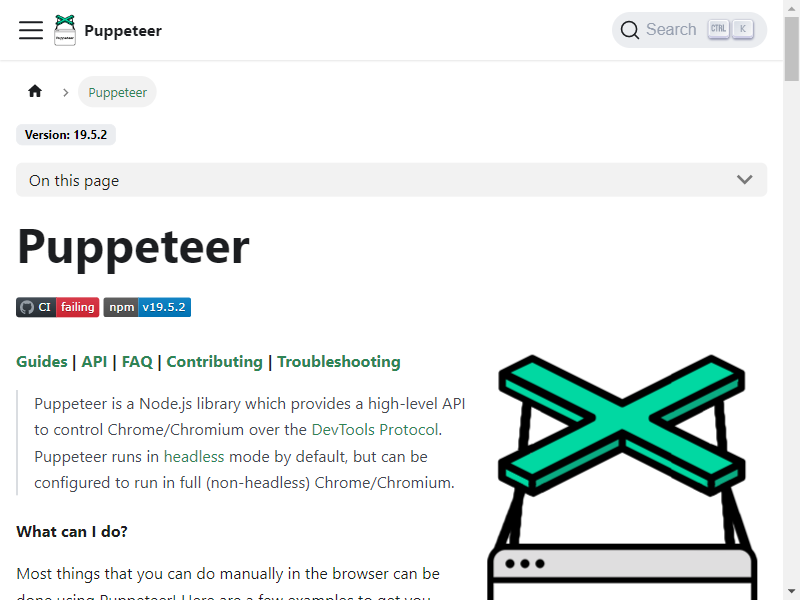 Puppeteer
Search CTRL K
Puppeteer
Version: 19.5.2
On this page
Puppeteer
CI failing npm v19.5.2
Guides | API | FAQ | Contributing | Troubleshooting
Puppeteer is a Node.js library which provides a high-level API
to control Chrome/Chromium over the DevTools Protocol.
Puppeteer runs in headless mode by default, but can be
configured to run in full (non-headless) Chrome/Chromium.
What can I do?
Most things that you can do manually in the browser can be
done using Puppeteer! Here are a few examples to get you